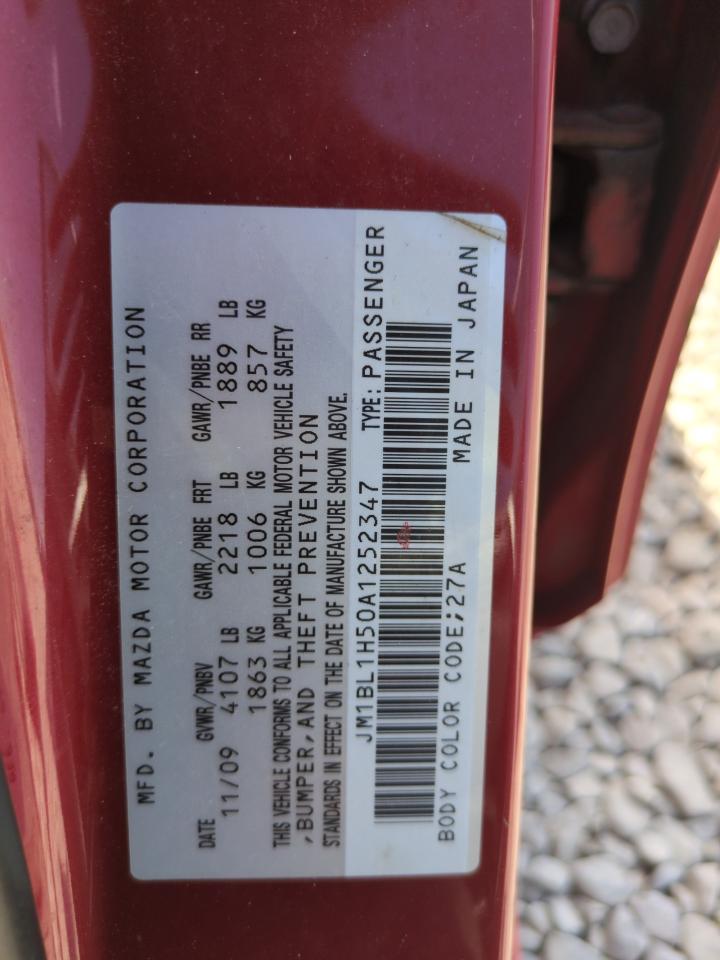 MFD. BY MAZDA MOTOR CORPORATION
DATE GVWR/PNBV GAWR/PNBE FRT GAWR/PNBE RR
11/09 4107 LB 2218 LB 1889 LB
1863 KG 1006 KG 857 KG
THIS VEHICLE CONFORMS TO ALL APPLICABLE FEDERAL MOTOR VEHICLE SAFETY
,BUMPER,AND THEFT PREVENTION
STANDARDS IN EFFECT ON THE DATE OF MANUFACTURE SHOWN ABOVE.
JM1BL1H50A1252347 TYPE: PASSENGER
BODY COLOR CODE;27A MADE IN JAPAN